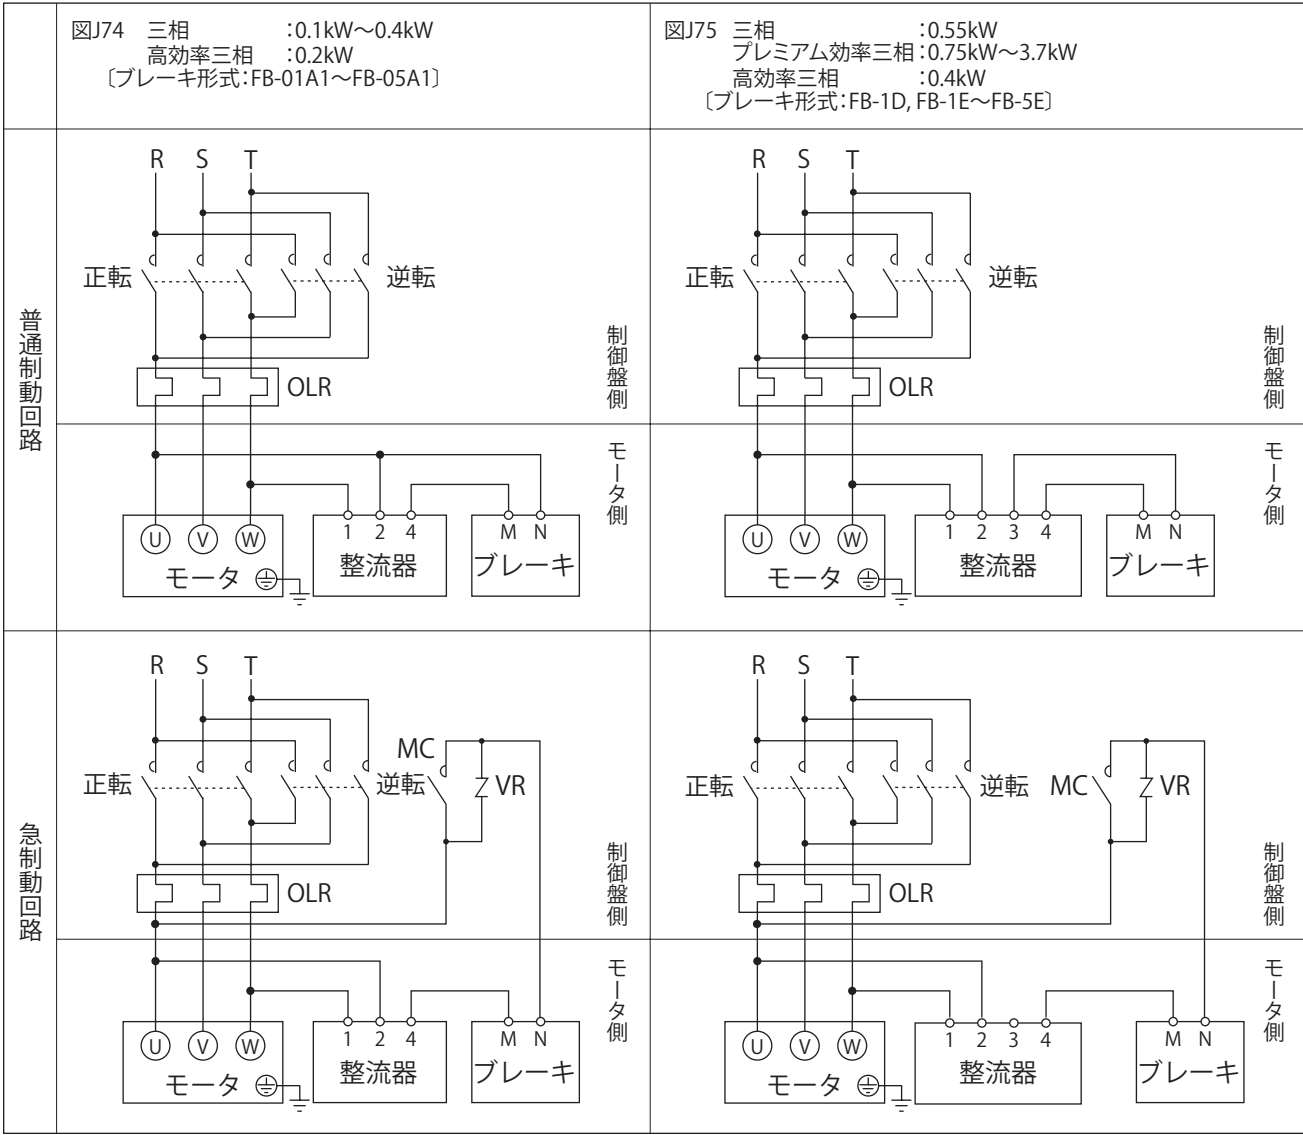 図J74 三相 :0.1kW～0.4kW
高効率三相 :0.2kW
〔ブレーキ形式:FB-01A1～FB-05A1〕
図J75 三相 :0.55kW
プレミアム効率三相:0.75kW～3.7kW
高効率三相 :0.4kW
〔ブレーキ形式:FB-1D, FB-1E～FB-5E〕
普通制動回路
R S T
正転 逆転
OLR
制御盤側
モータ側
U V W
モータ
1 2 4
整流器
M N
ブレーキ
R S T
正転 逆転
OLR
制御盤側
モータ側
U V W
モータ
1 2 3 4
整流器
M N
ブレーキ
急制動回路
R S T
正転 逆転
MC
VR
OLR
制御盤側
モータ側
U V W
モータ
1 2 4
整流器
M N
ブレーキ
R S T
正転 逆転
MC VR
OLR
制御盤側
モータ側
U V W
モータ
1 2 3 4
整流器
M N
ブレーキ